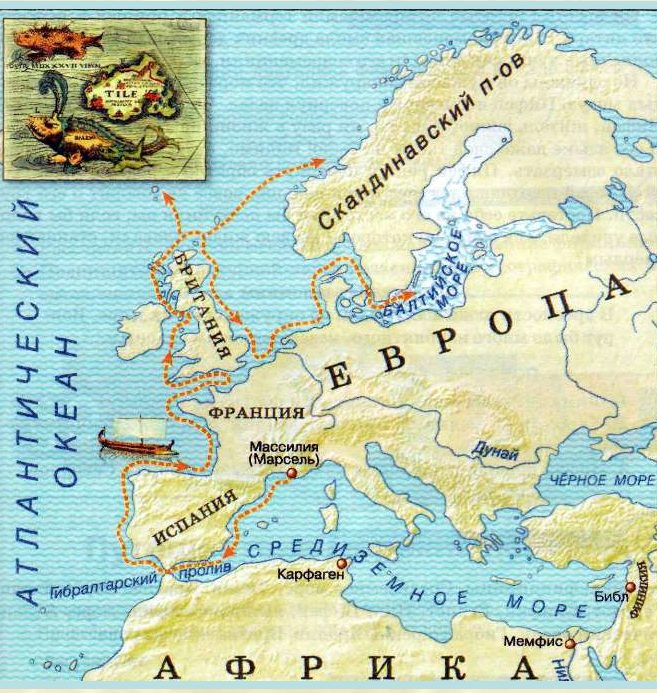 TILE
Скандинавский п-ов
АТЛАНТИЧЕСКИЙ
ОКЕАН
БРИТАНИЯ
БАЛТИЙСКОЕ
МОРЕ
ЕВРОПА
ФРАНЦИЯ
Массилия
(Марсель)
Дунай
ЧЁРНОЕ МОРЕ
ИСПАНИЯ
СРЕДИЗЕМНОЕ МОРЕ
Гибралтарский пролив
Карфаген
Библ
ФИНИКИЯ
Мемфис
АФРИКА